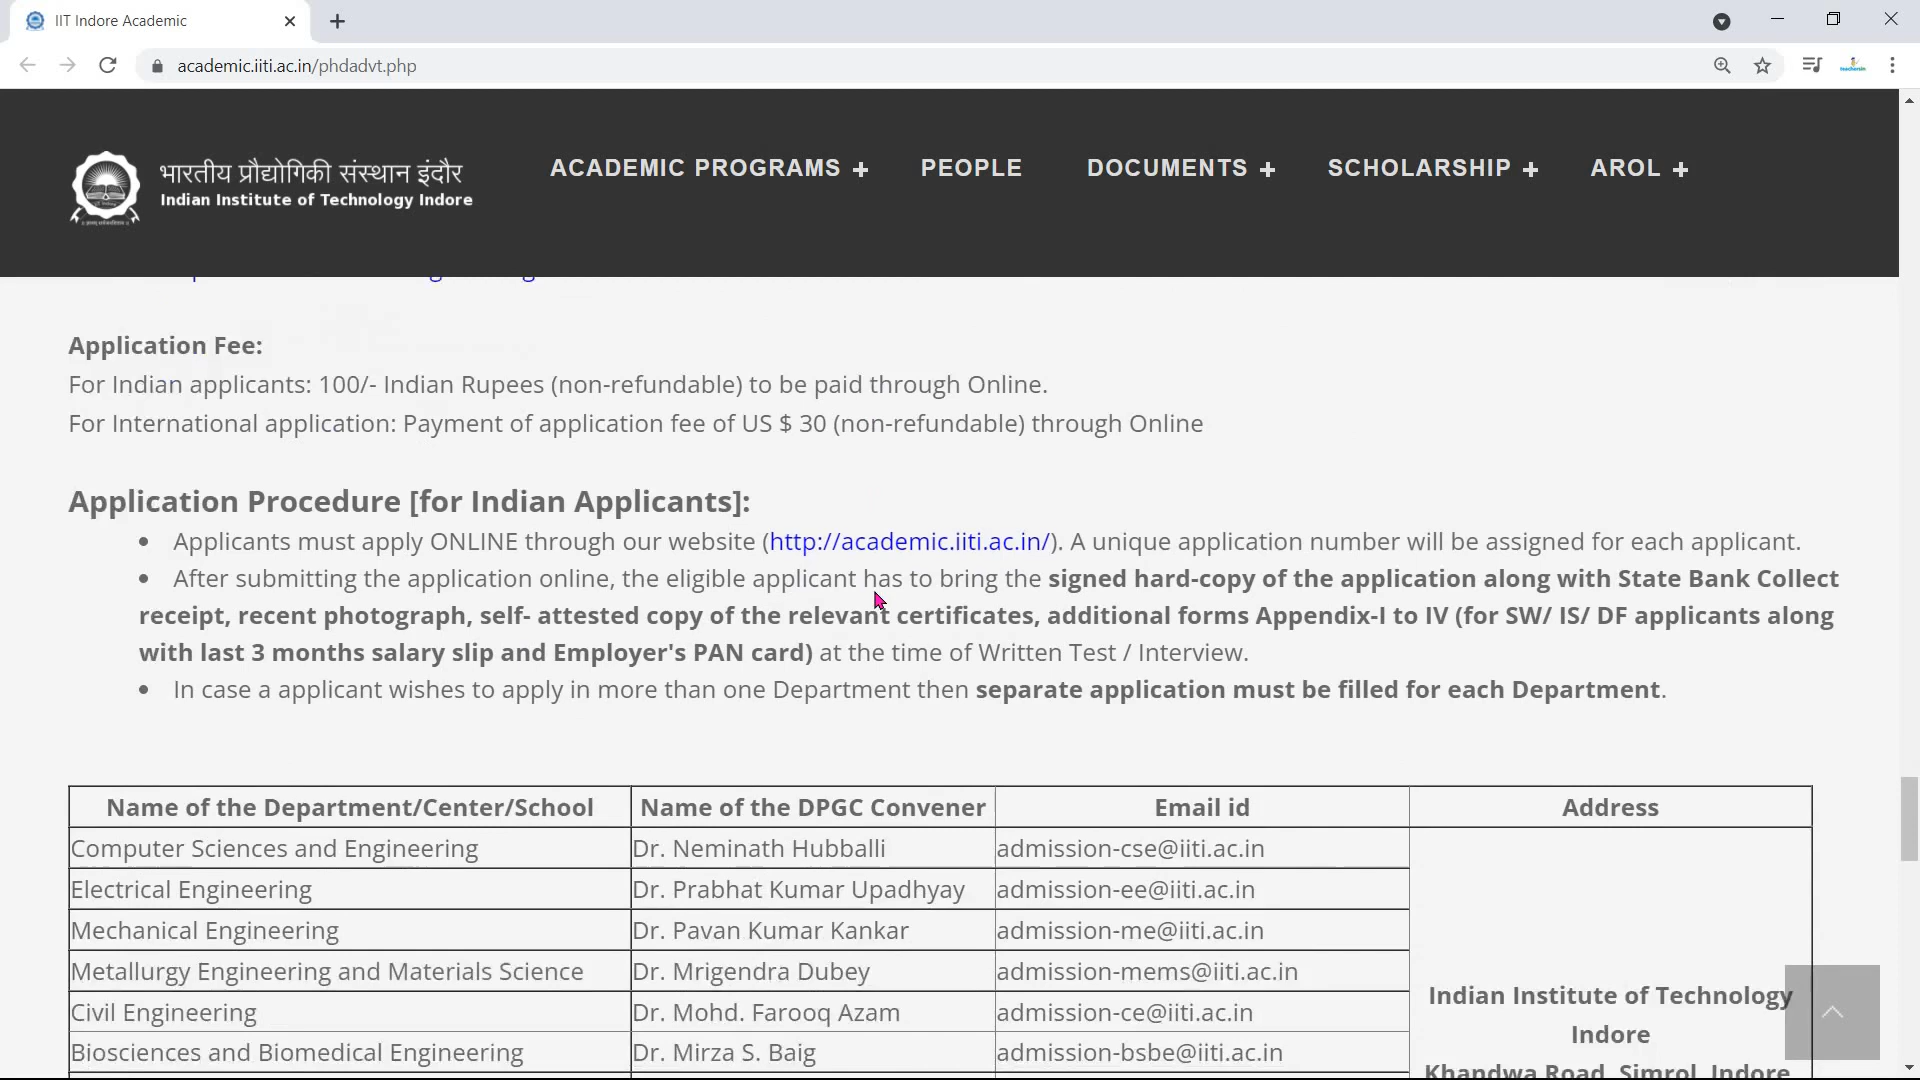 IIT Indore Academic
academic.iiti.ac.in/phdadvt.php
भारतीय प्रौद्योगिकी संस्थान इंदौर
Indian Institute of Technology Indore
ACADEMIC PROGRAMS +
PEOPLE
DOCUMENTS +
SCHOLARSHIP +
AROL +
Application Fee:
For Indian applicants: 100/- Indian Rupees (non-refundable) to be paid through Online.
For International application: Payment of application fee of US $ 30 (non-refundable) through Online
Application Procedure [for Indian Applicants]:
• Applicants must apply ONLINE through our website (http://academic.iiti.ac.in/). A unique application number will be assigned for each applicant.
• After submitting the application online, the eligible applicant has to bring the signed hard-copy of the application along with State Bank Collect
receipt, recent photograph, self- attested copy of the relevant certificates, additional forms Appendix-I to IV (for SW/ IS/ DF applicants along
with last 3 months salary slip and Employer's PAN card) at the time of Written Test / Interview.
• In case a applicant wishes to apply in more than one Department then separate application must be filled for each Department.
Name of the Department/Center/School Name of the DPGC Convener Email id Address
Computer Sciences and Engineering Dr. Neminath Hubballi admission-cse@iiti.ac.in
Electrical Engineering Dr. Prabhat Kumar Upadhyay admission-ee@iiti.ac.in
Mechanical Engineering Dr. Pavan Kumar Kankar admission-me@iiti.ac.in
Metallurgy Engineering and Materials Science Dr. Mrigendra Dubey admission-mems@iiti.ac.in
Civil Engineering Dr. Mohd. Farooq Azam admission-ce@iiti.ac.in
Biosciences and Biomedical Engineering Dr. Mirza S. Baig admission-bsbe@iiti.ac.in
Indian Institute of Technology
Indore
Khandwa Road, Simrol, Indore